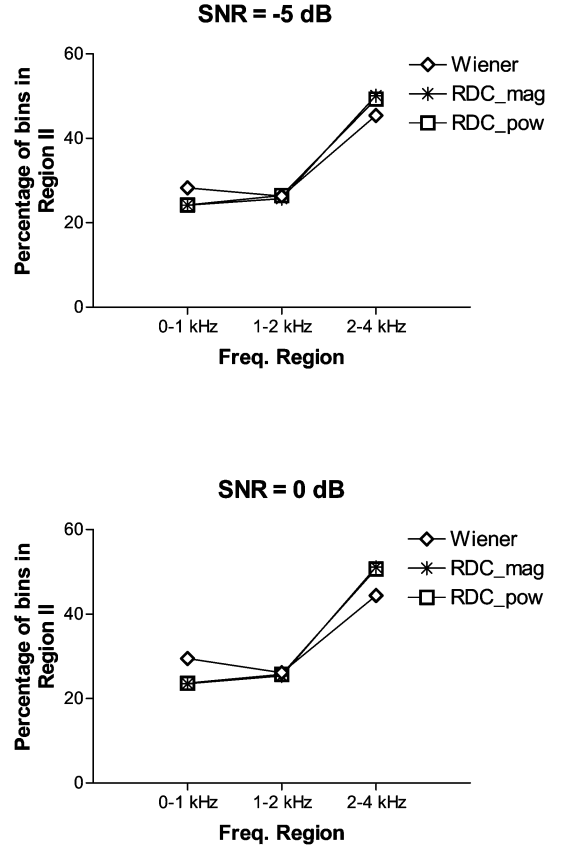 SNR = -5 dB
Percentage of bins in
Region II
60
40
20
0
0-1 kHz
1-2 kHz
2-4 kHz
Freq. Region
Wiener
RDC_mag
RDC_pow
SNR = 0 dB
Percentage of bins in
Region II
60
40
20
0
0-1 kHz
1-2 kHz
2-4 kHz
Freq. Region
Wiener
RDC_mag
RDC_pow